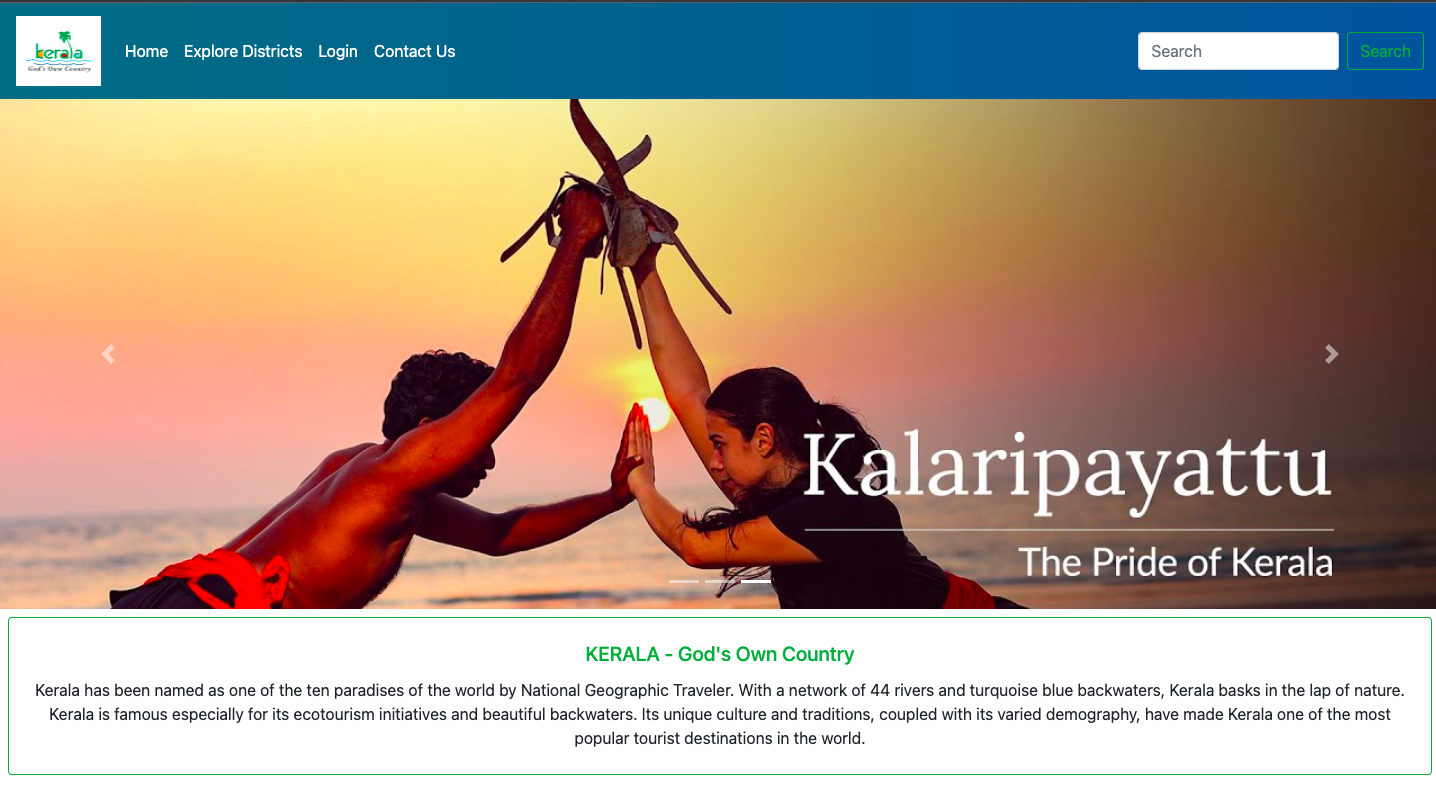 kerala
God's Own Country
Home Explore Districts Login Contact Us Search Search
Kalaripayattu
The Pride of Kerala
KERALA - God's Own Country
Kerala has been named as one of the ten paradises of the world by National Geographic Traveler. With a network of 44 rivers and turquoise blue backwaters, Kerala basks in the lap of nature.
Kerala is famous especially for its ecotourism initiatives and beautiful backwaters. Its unique culture and traditions, coupled with its varied demography, have made Kerala one of the most
popular tourist destinations in the world.